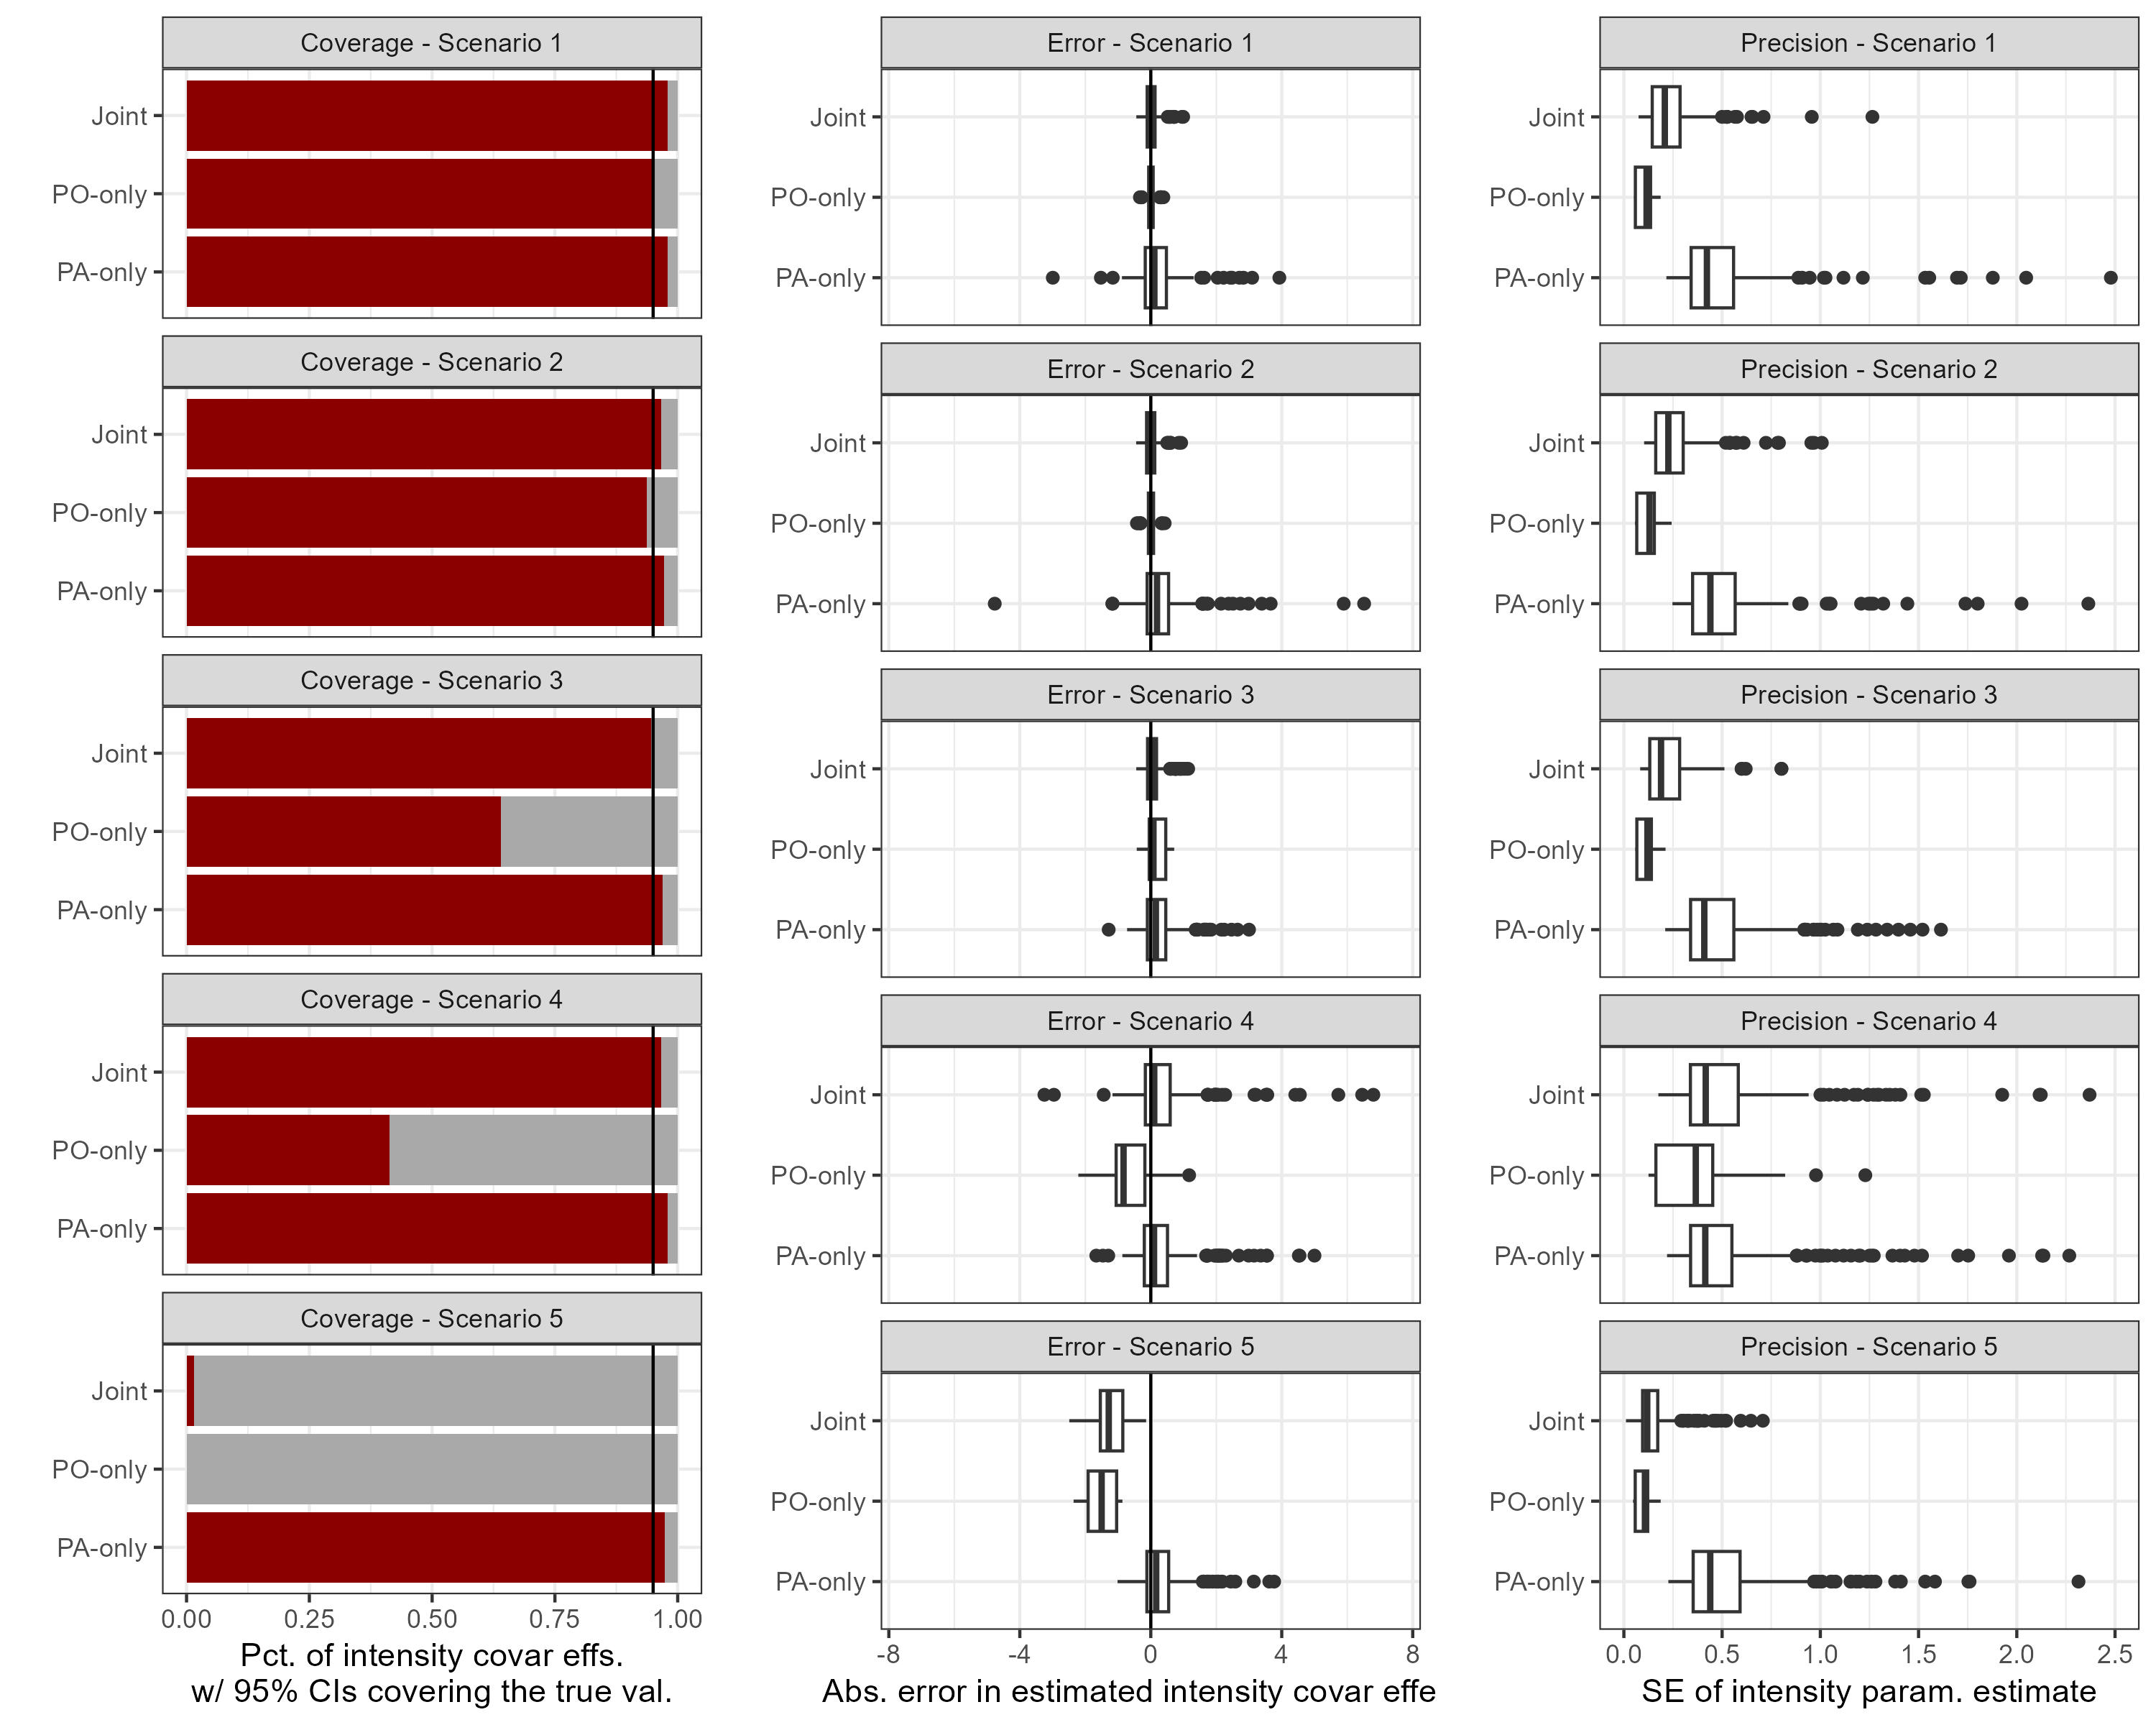 Coverage - Scenario 1
Joint
PO-only
PA-only
Coverage - Scenario 2
Joint
PO-only
PA-only
Coverage - Scenario 3
Joint
PO-only
PA-only
Coverage - Scenario 4
Joint
PO-only
PA-only
Coverage - Scenario 5
Joint
PO-only
PA-only
0.00 0.25 0.50 0.75 1.00
Pct. of intensity covar effs.
w/ 95% CIs covering the true val.
Error - Scenario 1
Joint
PO-only
PA-only
Error - Scenario 2
Joint
PO-only
PA-only
Error - Scenario 3
Joint
PO-only
PA-only
Error - Scenario 4
Joint
PO-only
PA-only
Error - Scenario 5
Joint
PO-only
PA-only
-8 -4 0 4 8
Abs. error in estimated intensity covar effe
Precision - Scenario 1
Joint
PO-only
PA-only
Precision - Scenario 2
Joint
PO-only
PA-only
Precision - Scenario 3
Joint
PO-only
PA-only
Precision - Scenario 4
Joint
PO-only
PA-only
Precision - Scenario 5
Joint
PO-only
PA-only
0.0 0.5 1.0 1.5 2.0 2.5
SE of intensity param. estimate